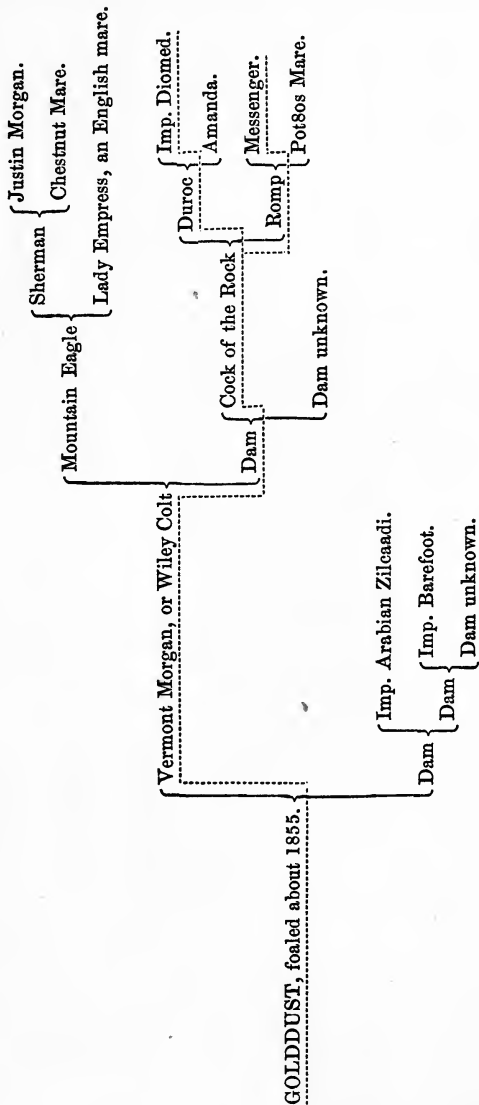 Justin Morgan.
Sherman
Chestnut Mare.
Mountain Eagle
Lady Empress, an English mare.
Imp. Diomed.
Duroc
Amanda.
Cock of the Rock
Messenger.
Romp
Pot8os Mare.
Dam
Dam unknown.
Vermont Morgan, or Wiley Colt
GOLDDUST, foaled about 1855.
Imp. Arabian Zilcaadi.
Dam
Imp. Barefoot.
Dam
Dam unknown.